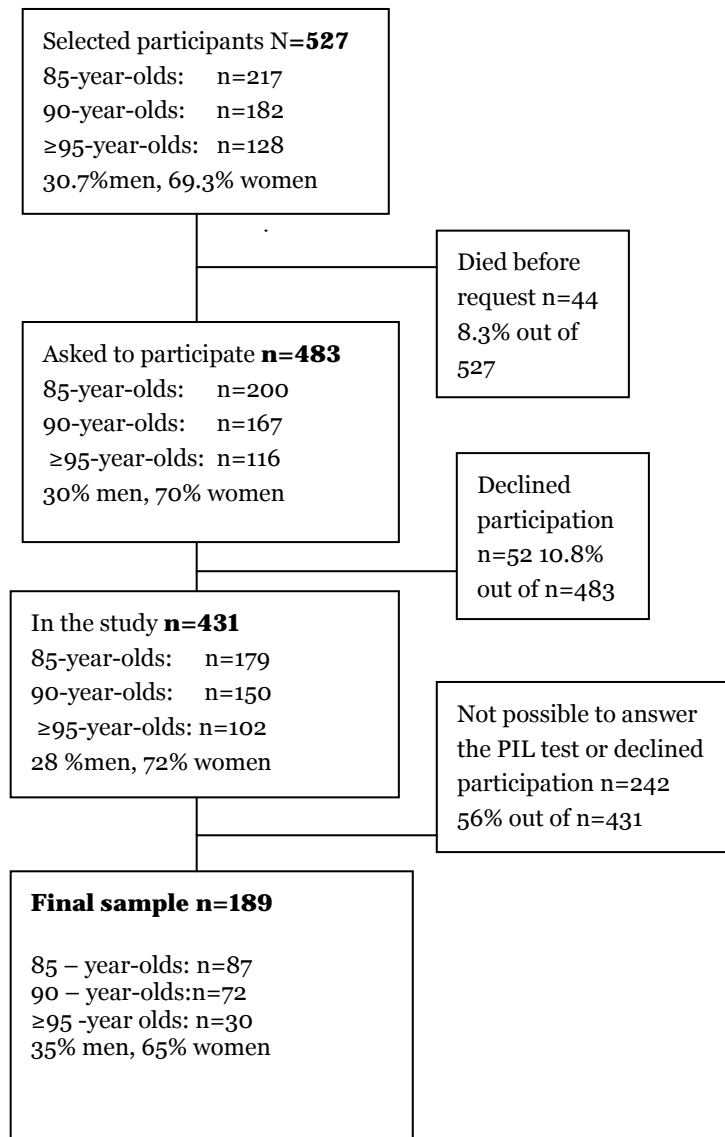 Selected participants N=527
85-year-olds: n=217
90-year-olds: n=182
≥95-year-olds: n=128
30.7%men, 69.3% women
Died before
request n=44
8.3% out of
527
Asked to participate n=483
85-year-olds: n=200
90-year-olds: n=167
≥95-year-olds: n=116
30% men, 70% women
Declined
participation
n=52 10.8%
out of n=483
In the study n=431
85-year-olds: n=179
90-year-olds: n=150
≥95-year-olds: n=102
28 %men, 72% women
Not possible to answer
the PIL test or declined
participation n=242
56% out of n=431
Final sample n=189
85 – year-olds: n=87
90 – year-olds:n=72
≥95 -year olds: n=30
35% men, 65% women